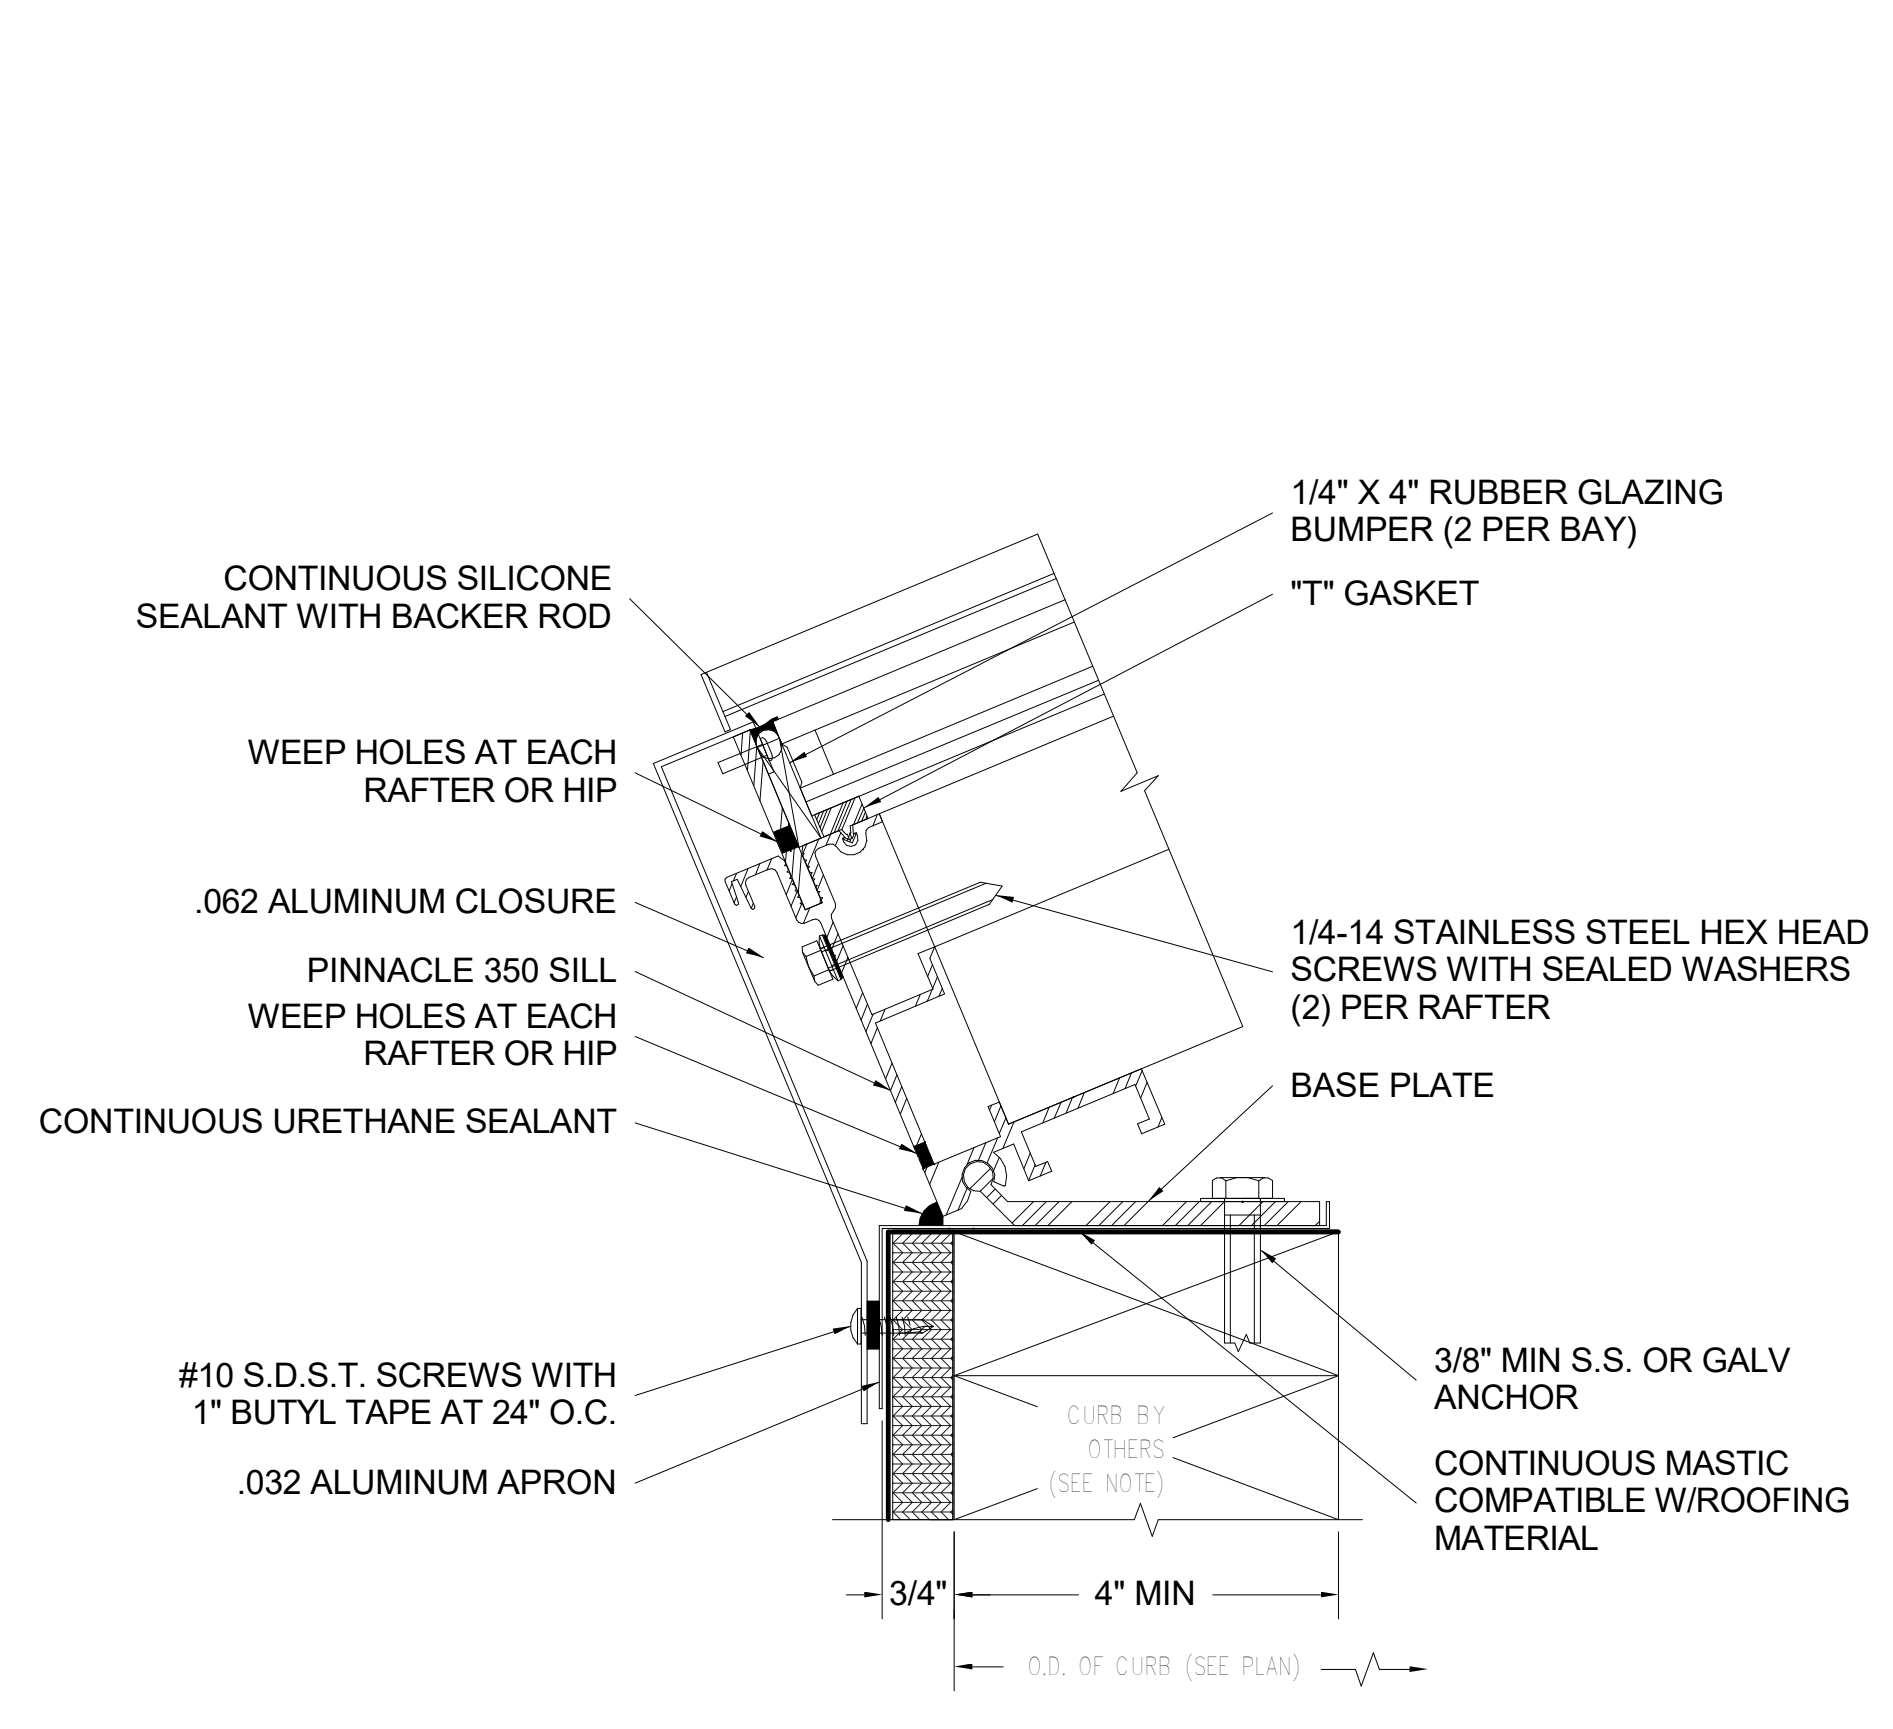 1/4" X 4" RUBBER GLAZING
BUMPER (2 PER BAY)
"T" GASKET
CONTINUOUS SILICONE
SEALANT WITH BACKER ROD
WEEP HOLES AT EACH
RAFTER OR HIP
.062 ALUMINUM CLOSURE
PINNACLE 350 SILL
WEEP HOLES AT EACH
RAFTER OR HIP
CONTINUOUS URETHANE SEALANT
1/4-14 STAINLESS STEEL HEX HEAD
SCREWS WITH SEALED WASHERS
(2) PER RAFTER
BASE PLATE
#10 S.D.S.T. SCREWS WITH
1" BUTYL TAPE AT 24" O.C.
.032 ALUMINUM APRON
3/8" MIN S.S. OR GALV
ANCHOR
CONTINUOUS MASTIC
COMPATIBLE W/ROOFING
MATERIAL
CURB BY
OTHERS
(SEE NOTE)
3/4"
4" MIN
O.D. OF CURB (SEE PLAN)